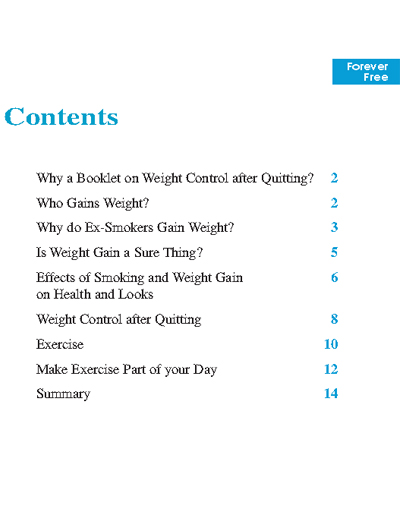 Forever
Free
Contents
Why a Booklet on Weight Control after Quitting? 2
Who Gains Weight? 2
Why do Ex-Smokers Gain Weight? 3
Is Weight Gain a Sure Thing? 5
Effects of Smoking and Weight Gain 6
on Health and Looks
Weight Control after Quitting 8
Exercise 10
Make Exercise Part of your Day 12
Summary 14